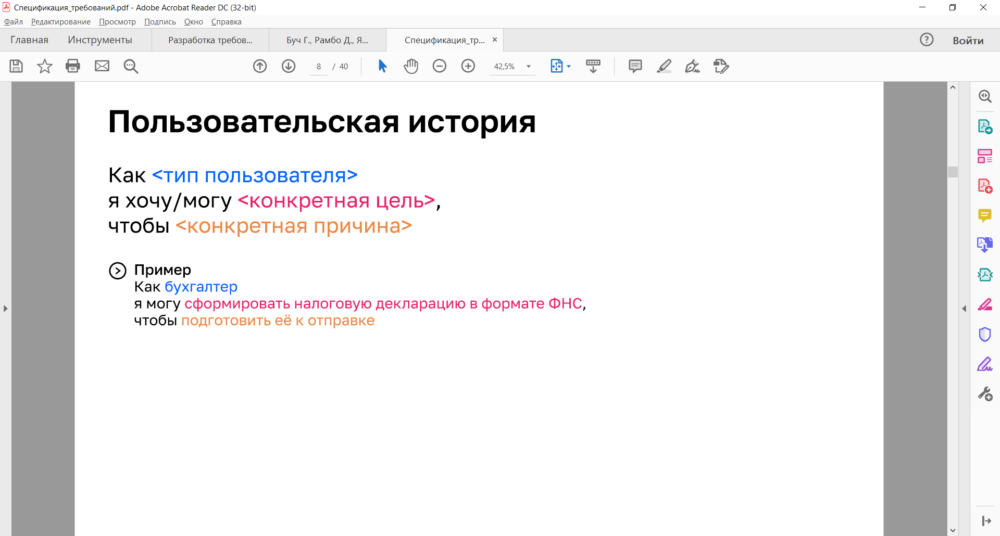 Спецификация_требований.pdf - Adobe Acrobat Reader DC (32-bit)
Файл Редактирование Просмотр Подпись Окно Справка
Главная Инструменты Разработка требов... Буч Г., Рамбо Д., Я... Спецификация_тр... Войти
8 / 40 42,5%
Пользовательская история
Как <тип пользователя>
я хочу/могу <конкретная цель>,
чтобы <конкретная причина>
Пример
Как бухгалтер
я могу сформировать налоговую декларацию в формате ФНС,
чтобы подготовить её к отправке